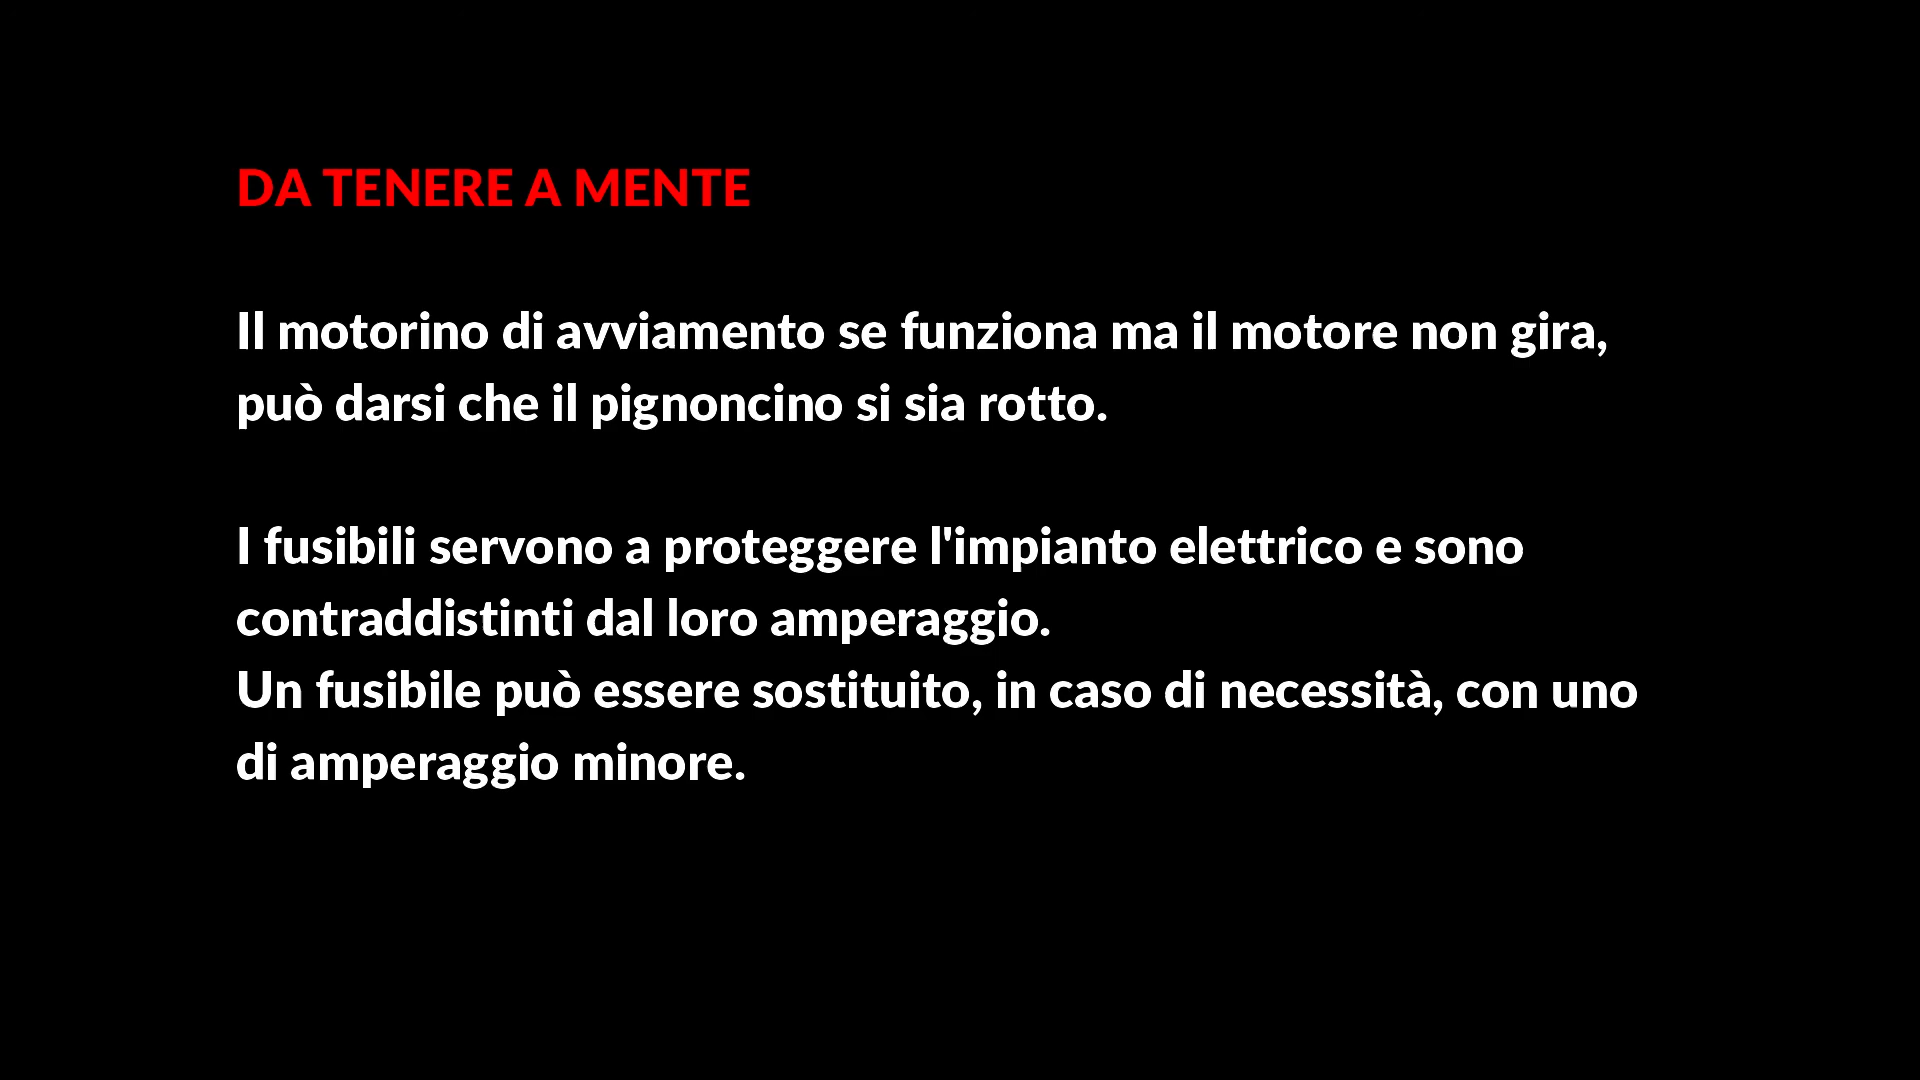 DA TENERE A MENTE
Il motorino di avviamento se funziona ma il motore non gira,
può darsi che il pignoncino si sia rotto.
I fusibili servono a proteggere l'impianto elettrico e sono
contraddistinti dal loro amperaggio.
Un fusibile può essere sostituito, in caso di necessità, con uno
di amperaggio minore.